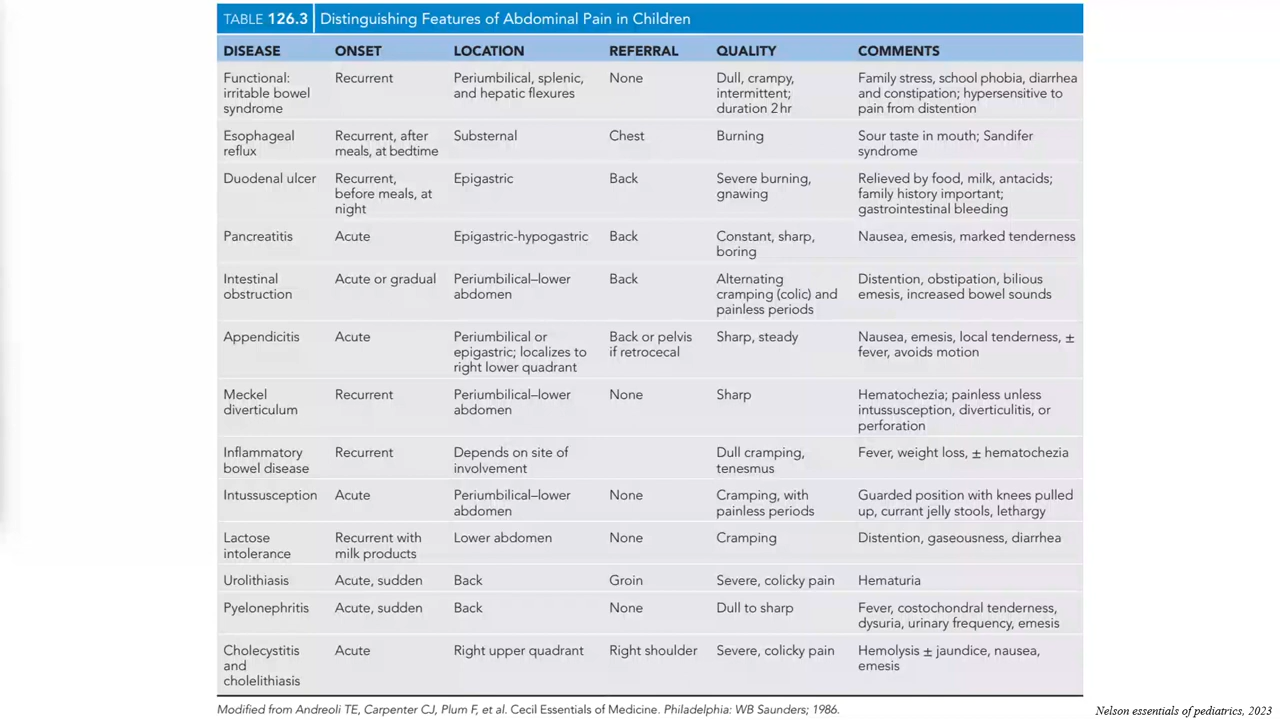 TABLE 126.3 Distinguishing Features of Abdominal Pain in Children
DISEASE ONSET LOCATION REFERRAL QUALITY COMMENTS
Functional: Recurrent Periumbilical, splenic, None Dull, crampy, Family stress, school phobia, diarrhea
irritable bowel and hepatic flexures intermittent; and constipation; hypersensitive to
syndrome duration 2 hr pain from distention
Esophageal Recurrent, after Substernal Chest Burning Sour taste in mouth; Sandifer
reflux meals, at bedtime syndrome
Duodenal ulcer Recurrent, Epigastric Back Severe burning, Relieved by food, milk, antacids;
before meals, at gnawing family history important;
night gastrointestinal bleeding
Pancreatitis Acute Epigastric-hypogastric Back Constant, sharp, Nausea, emesis, marked tenderness
boring
Intestinal Acute or gradual Periumbilical–lower Back Alternating Distention, obstipation, bilious
obstruction abdomen cramping (colic) and emesis, increased bowel sounds
painless periods
Appendicitis Acute Periumbilical or Back or pelvis Sharp, steady Nausea, emesis, local tenderness, ±
epigastric; localizes to if retrocecal fever, avoids motion
right lower quadrant
Meckel Recurrent Periumbilical–lower None Sharp Hematochezia; painless unless
diverticulum abdomen intussusception, diverticulitis, or
perforation
Inflammatory Recurrent Depends on site of Dull cramping, Fever, weight loss, ± hematochezia
bowel disease involvement tenesmus
Intussusception Acute Periumbilical–lower None Cramping, with Guarded position with knees pulled
abdomen painless periods up, currant jelly stools, lethargy
Lactose Recurrent with Lower abdomen None Cramping Distention, gaseousness, diarrhea
intolerance milk products
Urolithiasis Acute, sudden Back Groin Severe, colicky pain Hematuria
Pyelonephritis Acute, sudden Back None Dull to sharp Fever, costochondral tenderness,
dysuria, urinary frequency, emesis
Cholecystitis Acute Right upper quadrant Right shoulder Severe, colicky pain Hemolysis ± jaundice, nausea,
and emesis
cholelithiasis
Modified from Andreoli TE, Carpenter CJ, Plum F, et al. Cecil Essentials of Medicine. Philadelphia: WB Saunders; 1986.
Nelson essentials of pediatrics, 2023